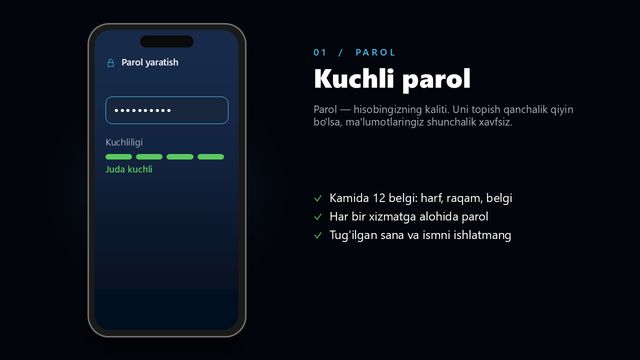 Parol yaratish
••••••••••
Kuchliligi
Juda kuchli
01 / PAROL
Kuchli parol
Parol — hisobingizning kaliti. Uni topish qanchalik qiyin
bo'lsa, ma'lumotlaringiz shunchalik xavfsiz.
Kamida 12 belgi: harf, raqam, belgi
Har bir xizmatga alohida parol
Tug'ilgan sana va ismni ishlatmang